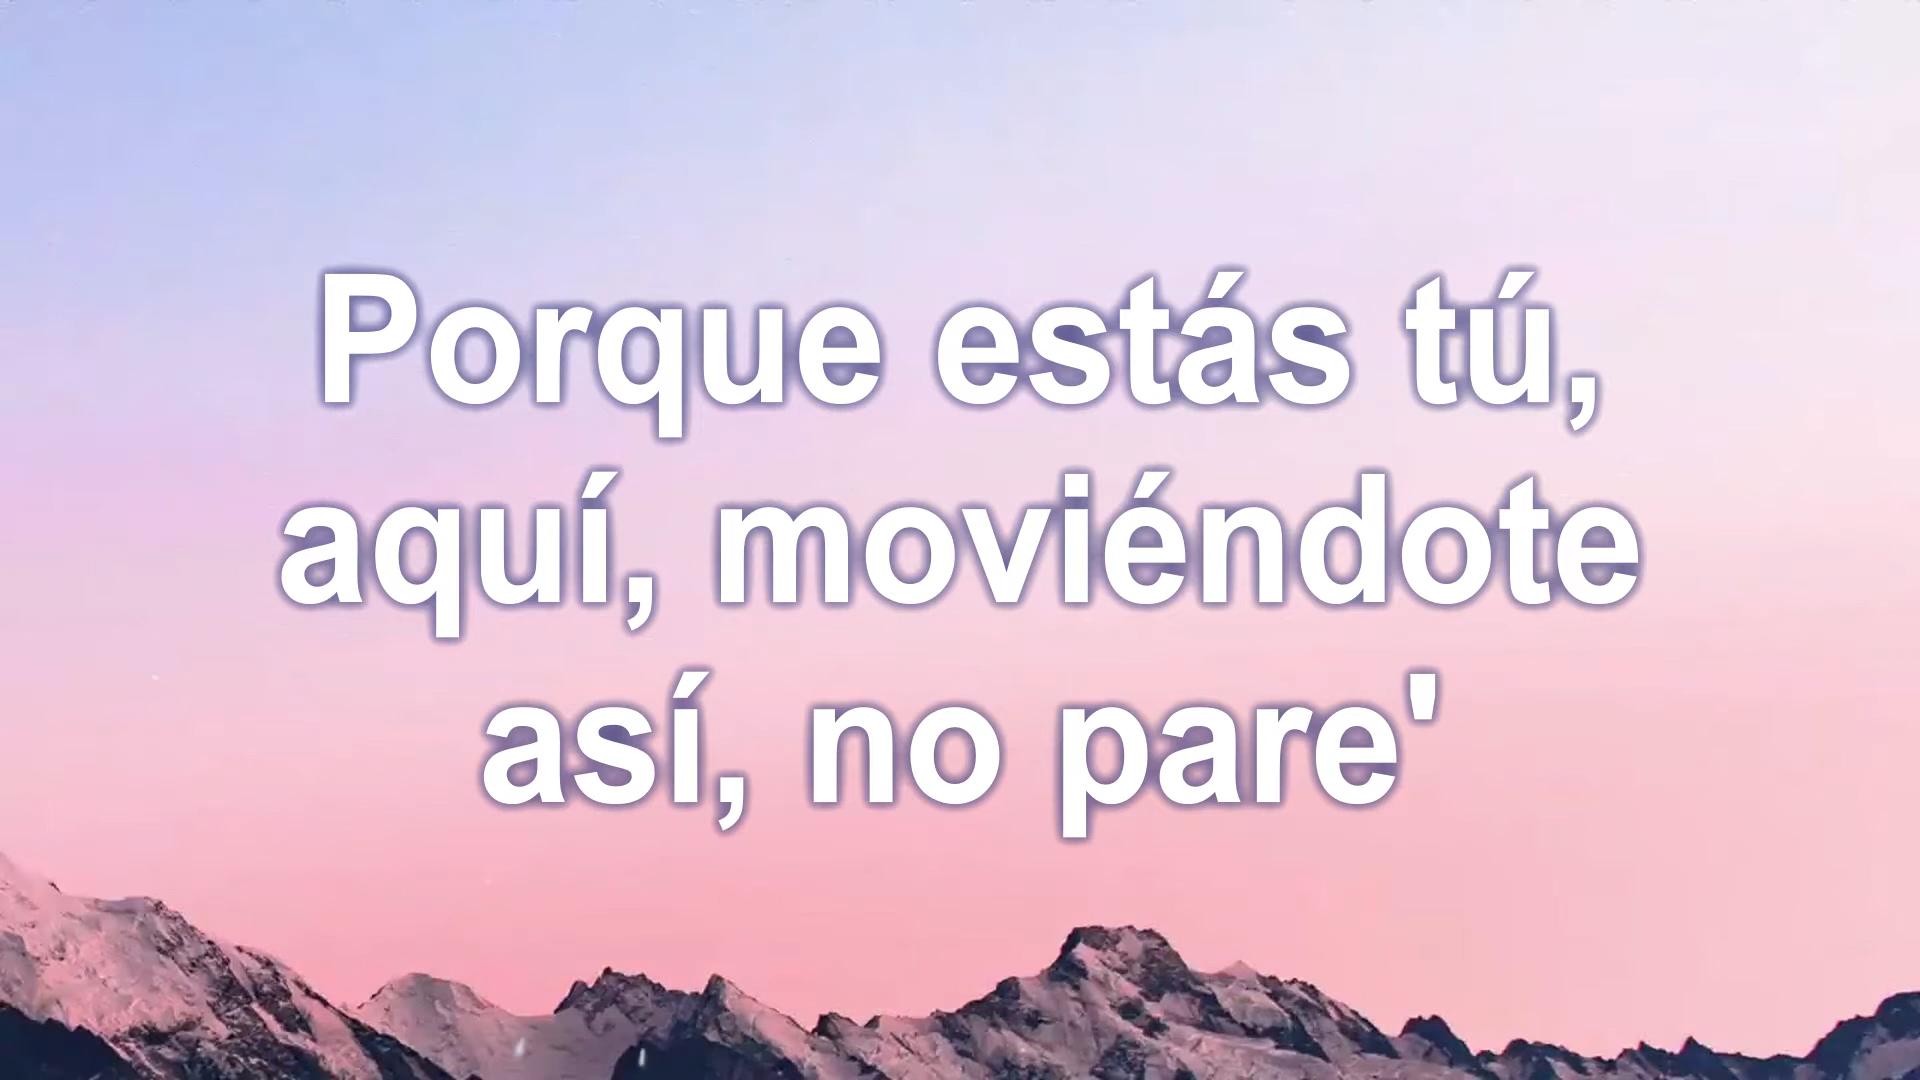 Porque estás tú,
aquí, moviéndote
así, no pare'